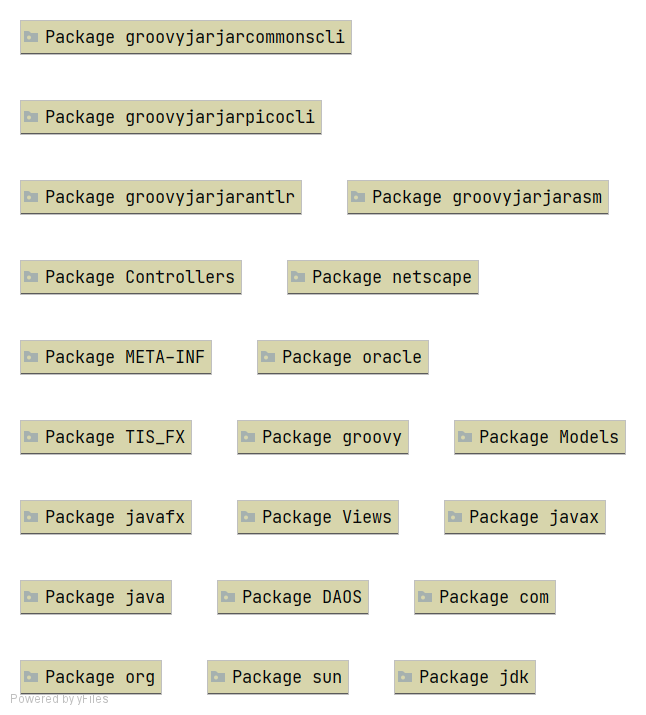 Package groovyjarjarcommonscli
Package groovyjarjarpicocli
Package groovyjarjarantlr Package groovyjarjarasm
Package Controllers Package netscape
Package META-INF Package oracle
Package TIS_FX Package groovy Package Models
Package javafx Package Views Package javax
Package java Package DAOS Package com
Package org Package sun Package jdk
Powered by yFiles